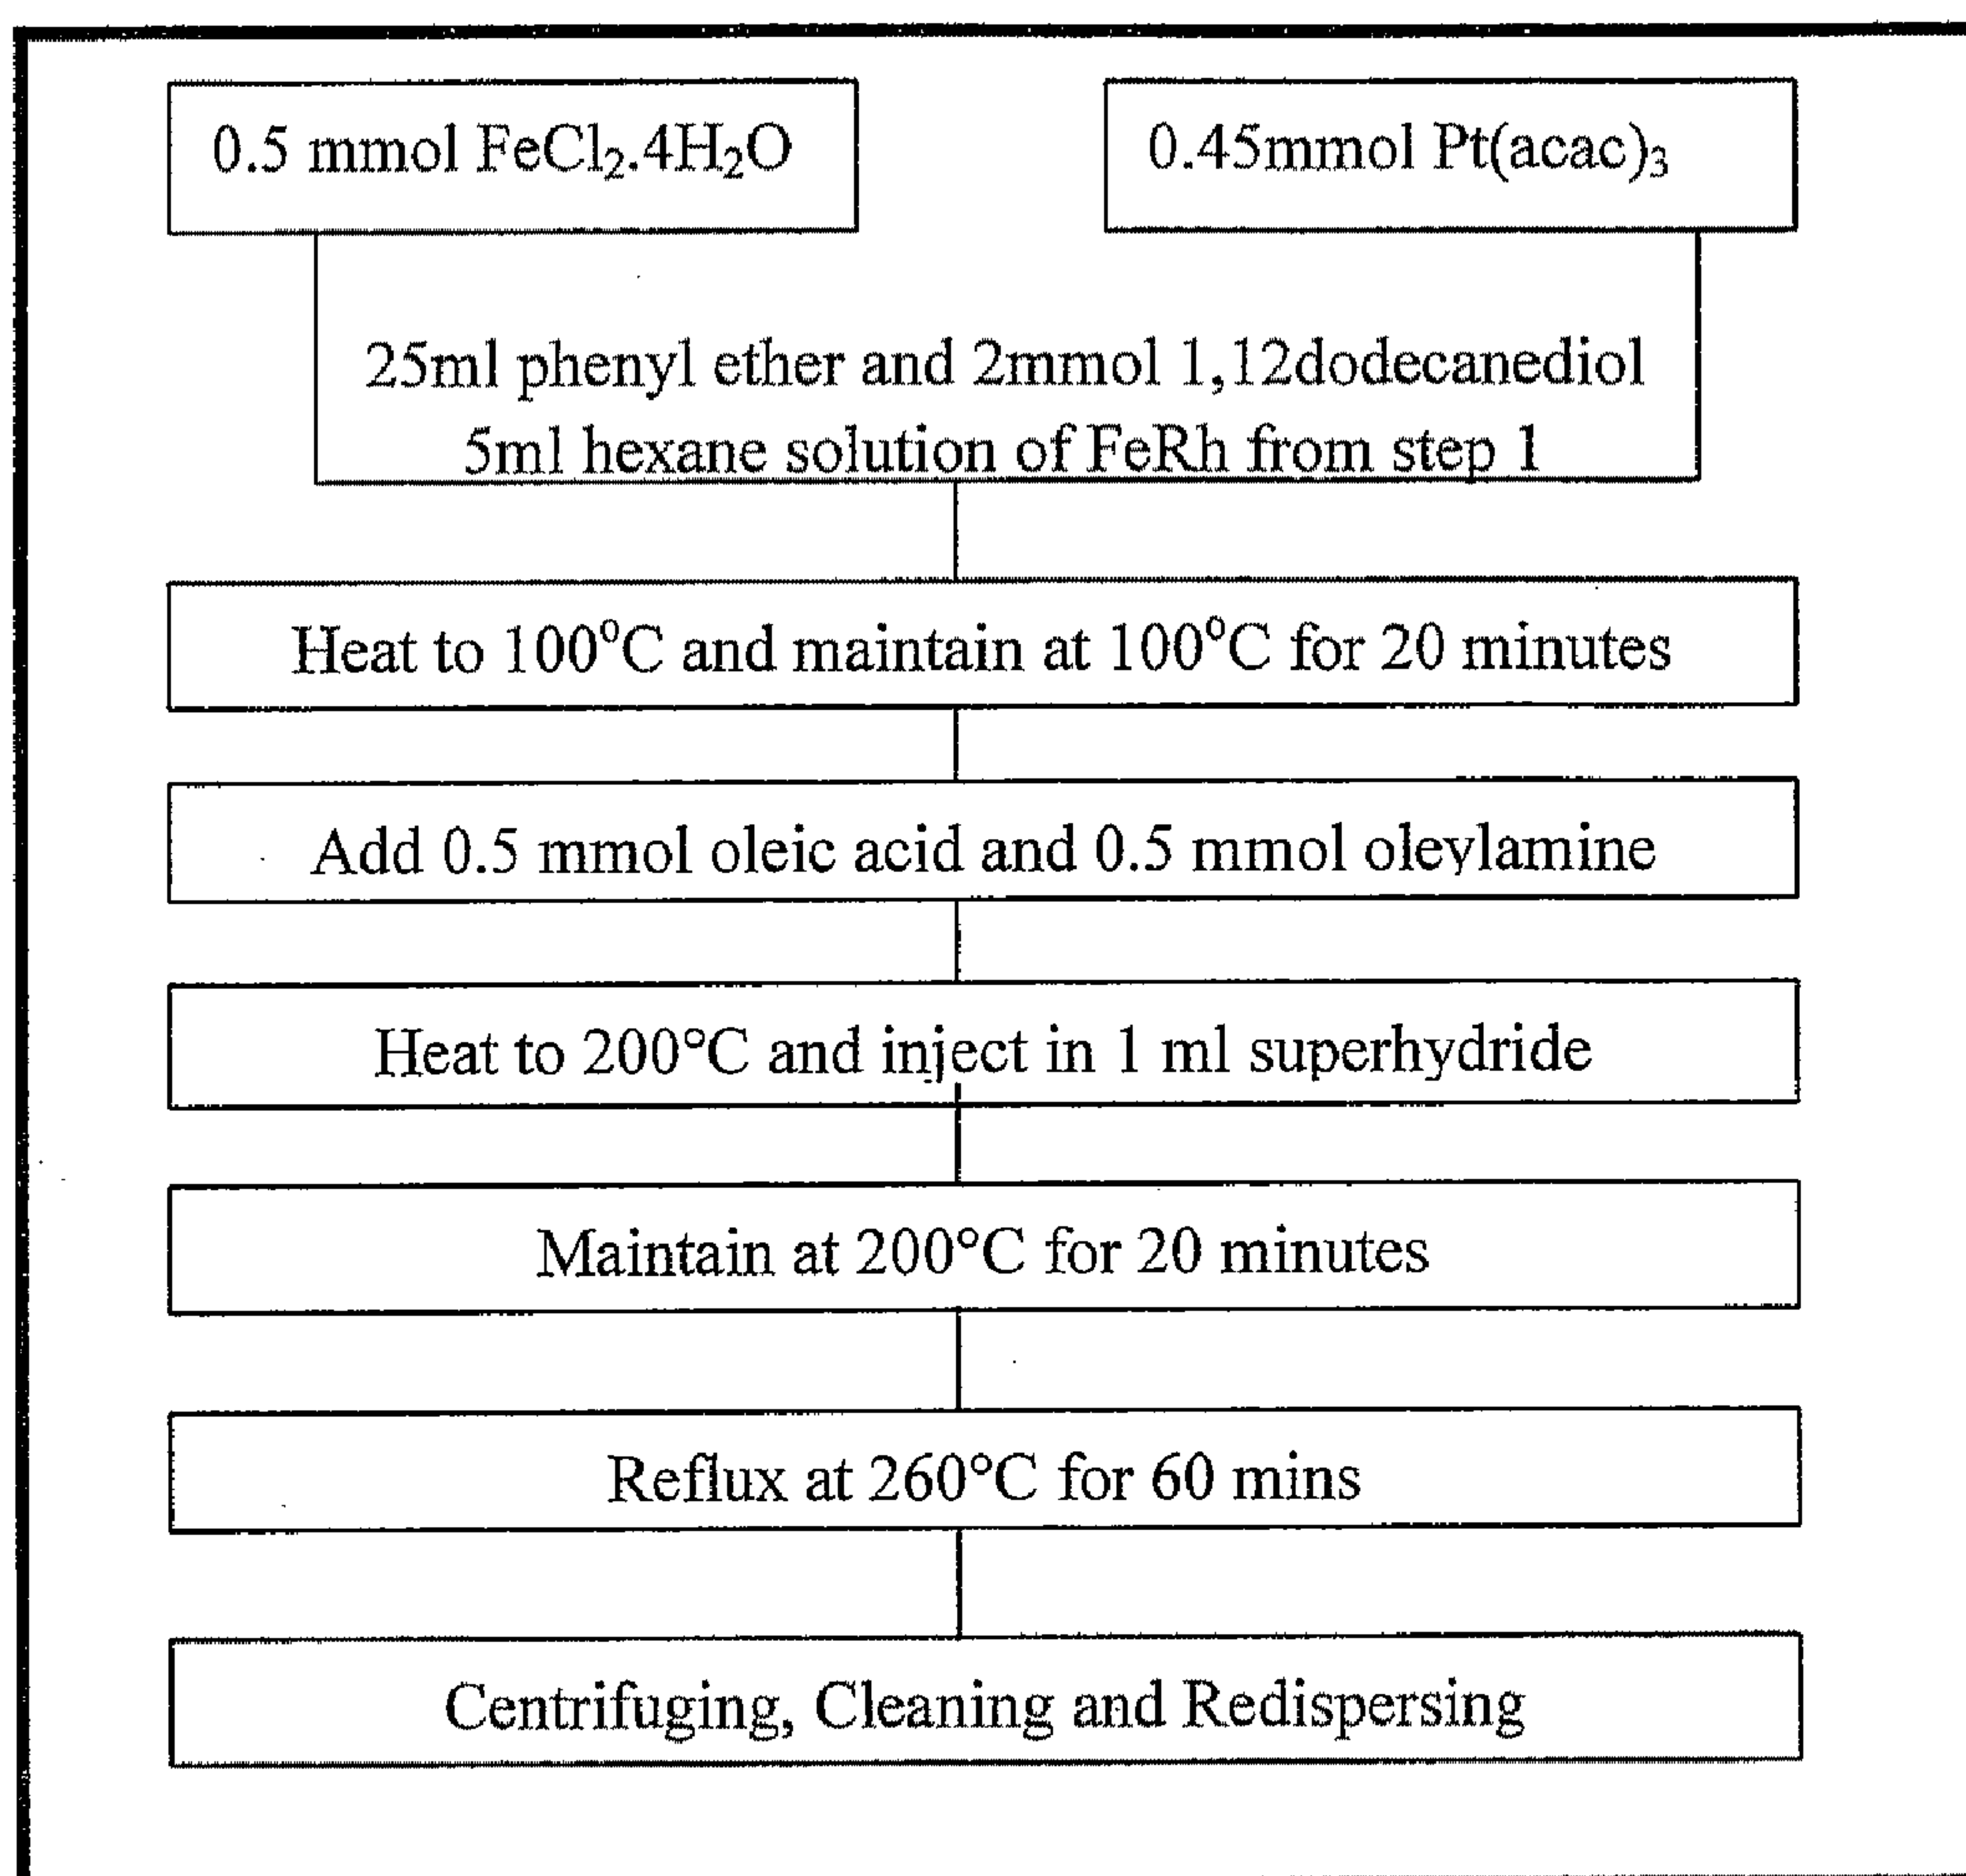 0.5 mmol FeCl₂.4H₂O
0.45mmol Pt(acac)₃
25ml phenyl ether and 2mmol 1,12dodecanediol
5ml hexane solution of FeRh from step 1
Heat to 100°C and maintain at 100°C for 20 minutes
Add 0.5 mmol oleic acid and 0.5 mmol oleylamine
Heat to 200°C and inject in 1 ml superhydride
Maintain at 200°C for 20 minutes
Reflux at 260°C for 60 mins
Centrifuging, Cleaning and Redispersing